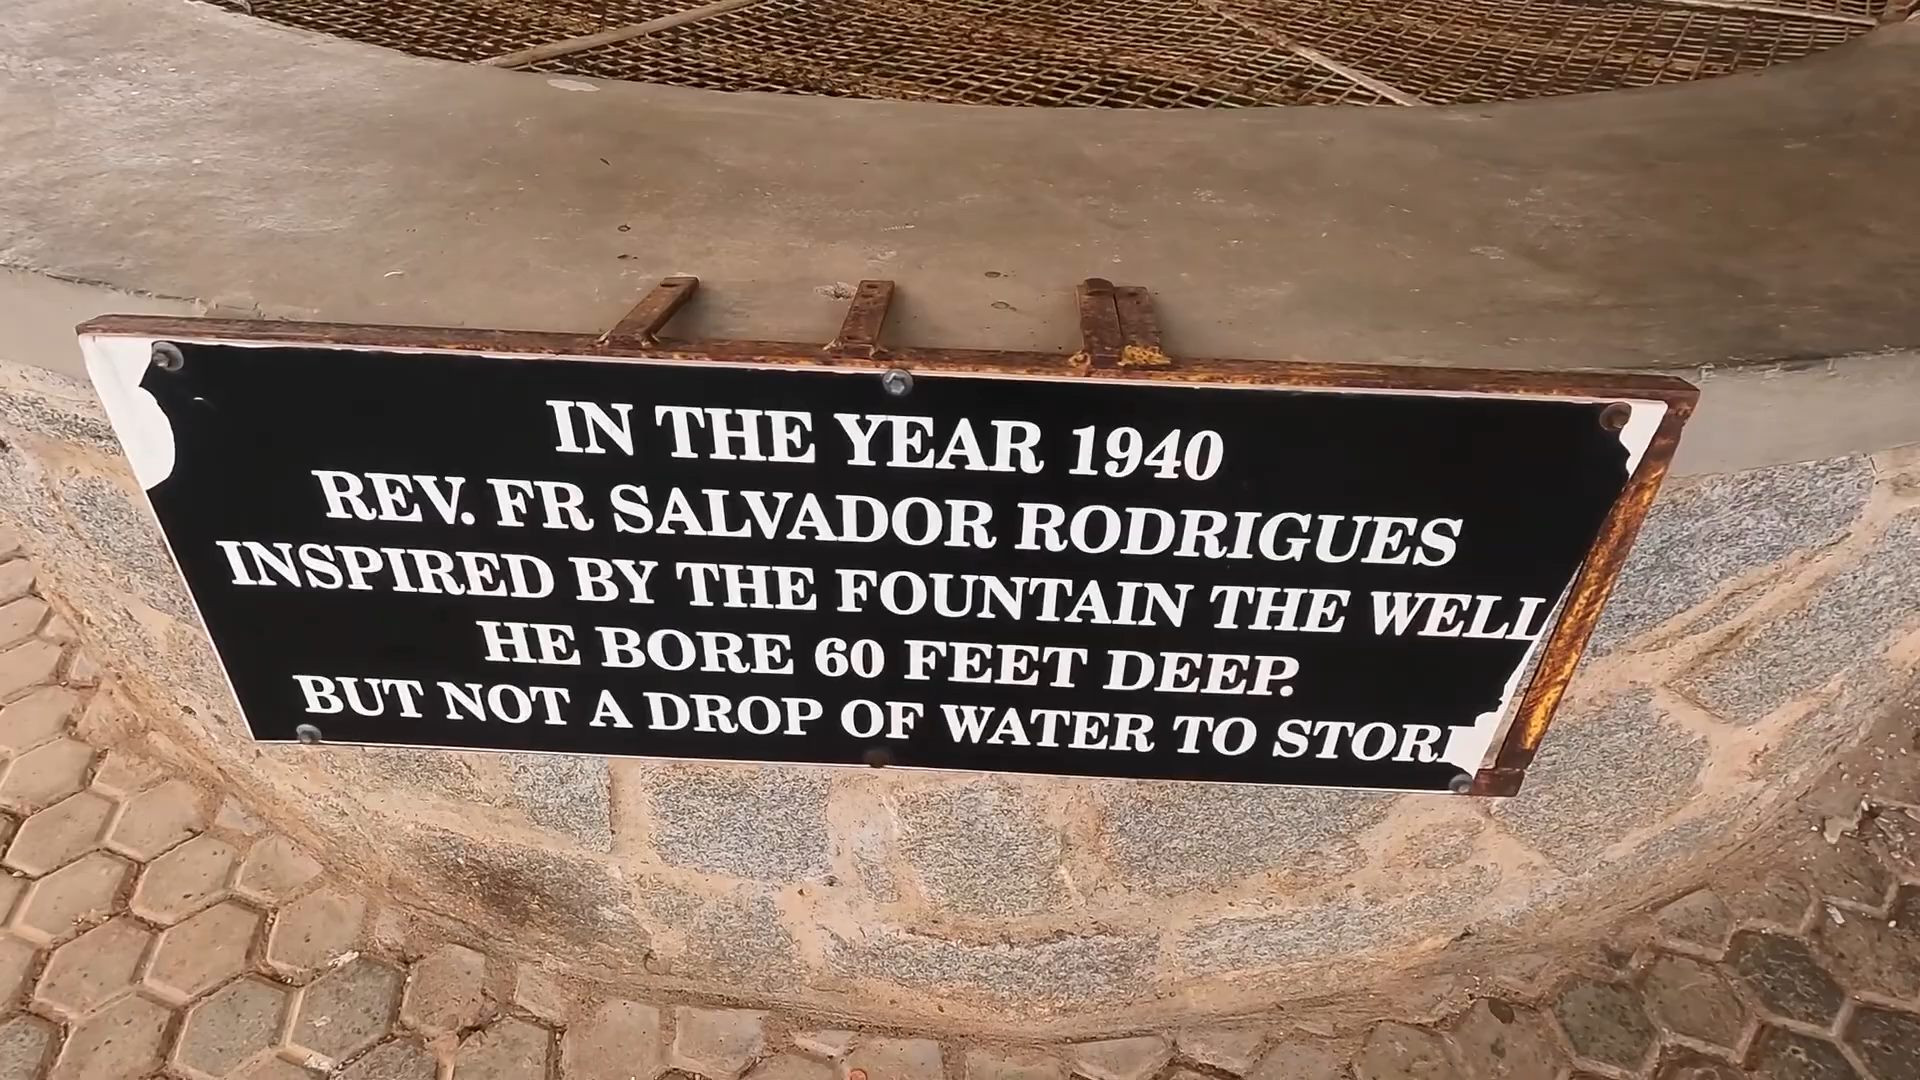 IN THE YEAR 1940
REV. FR SALVADOR RODRIGUES
INSPIRED BY THE FOUNTAIN THE WELL
HE BORE 60 FEET DEEP.
BUT NOT A DROP OF WATER TO